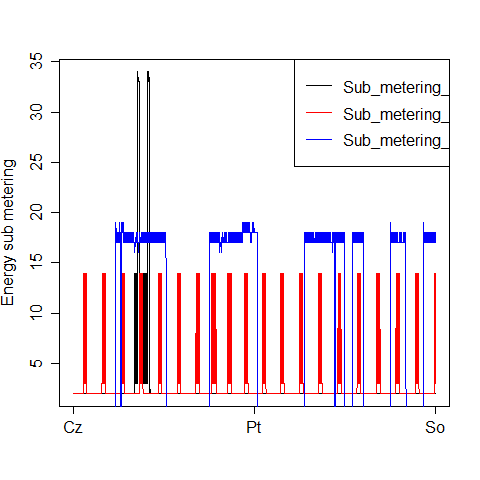 35
30
25
20
15
10
5
Energy sub metering
Sub_metering_
Sub_metering_
Sub_metering_
Cz Pt So